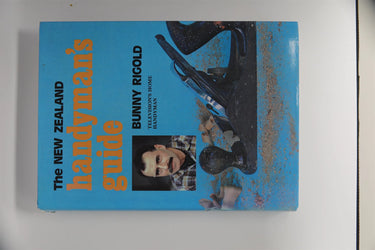 The NEW ZEALAND
handyman's
guide
BUNNY RIGOLD
TELEVISION'S HOME
HANDYMAN